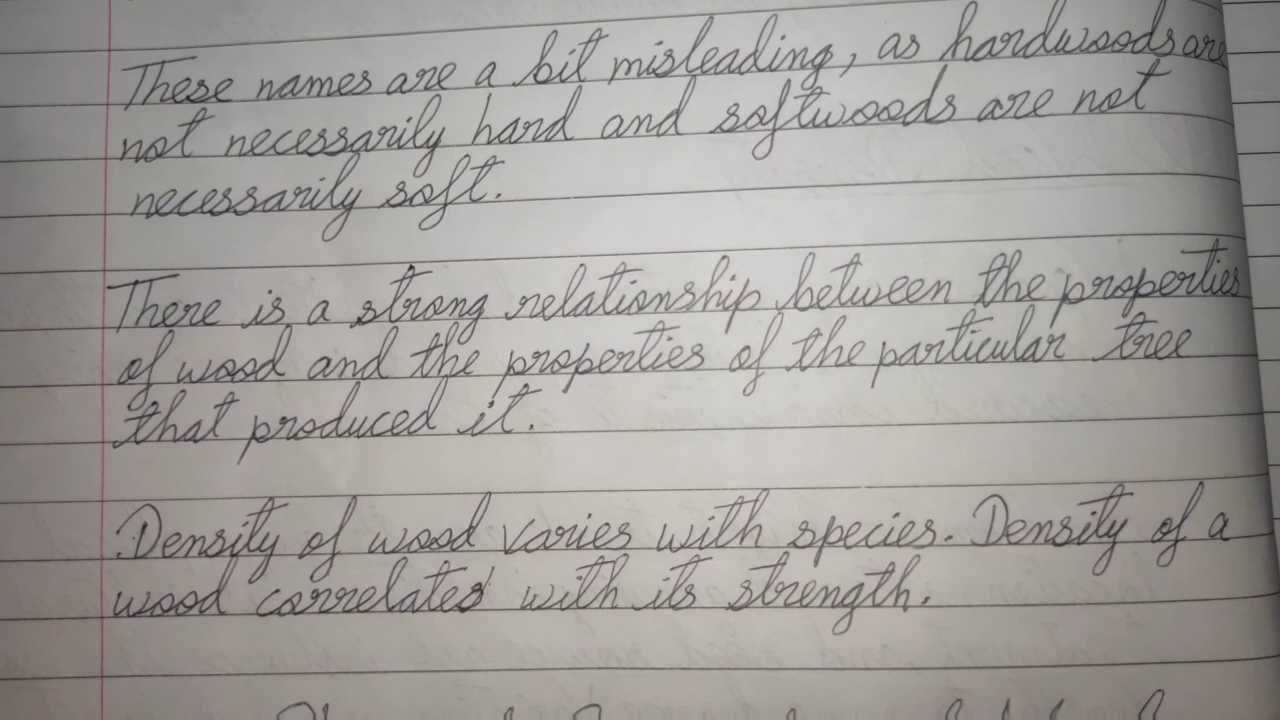 These names are a bit misleading, as hardwoods are
not necessarily hard and softwoods are not
necessarily soft.
There is a strong relationship between the properties
of wood and the properties of the particular tree
that produced it.
Density of wood varies with species. Density of a
wood correlates with its strength.